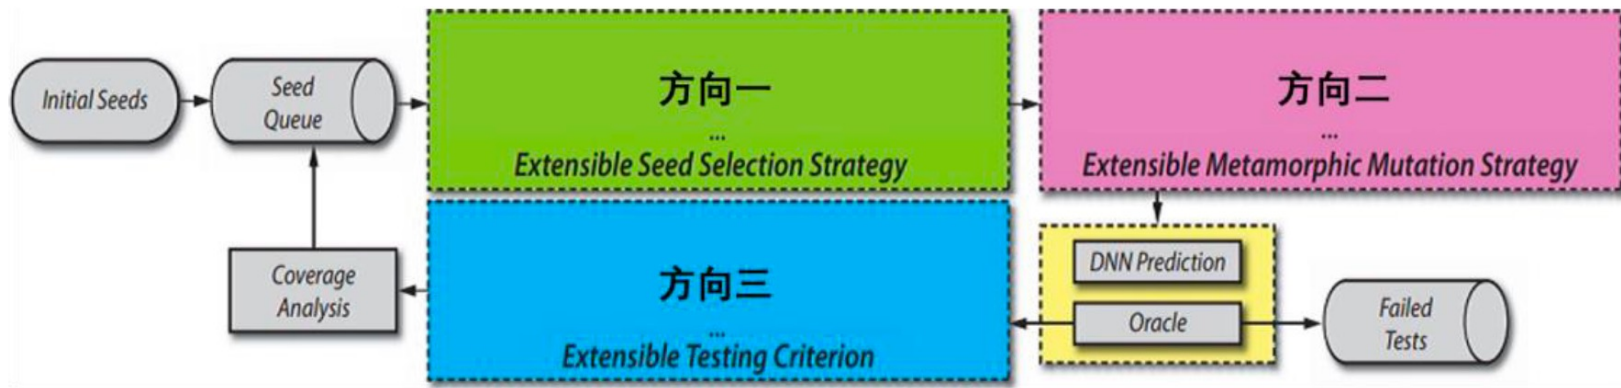 Initial Seeds
Seed
Queue
方向一
...
Extensible Seed Selection Strategy
方向二
...
Extensible Metamorphic Mutation Strategy
Coverage
Analysis
方向三
...
Extensible Testing Criterion
DNN Prediction
Oracle
Failed
Tests